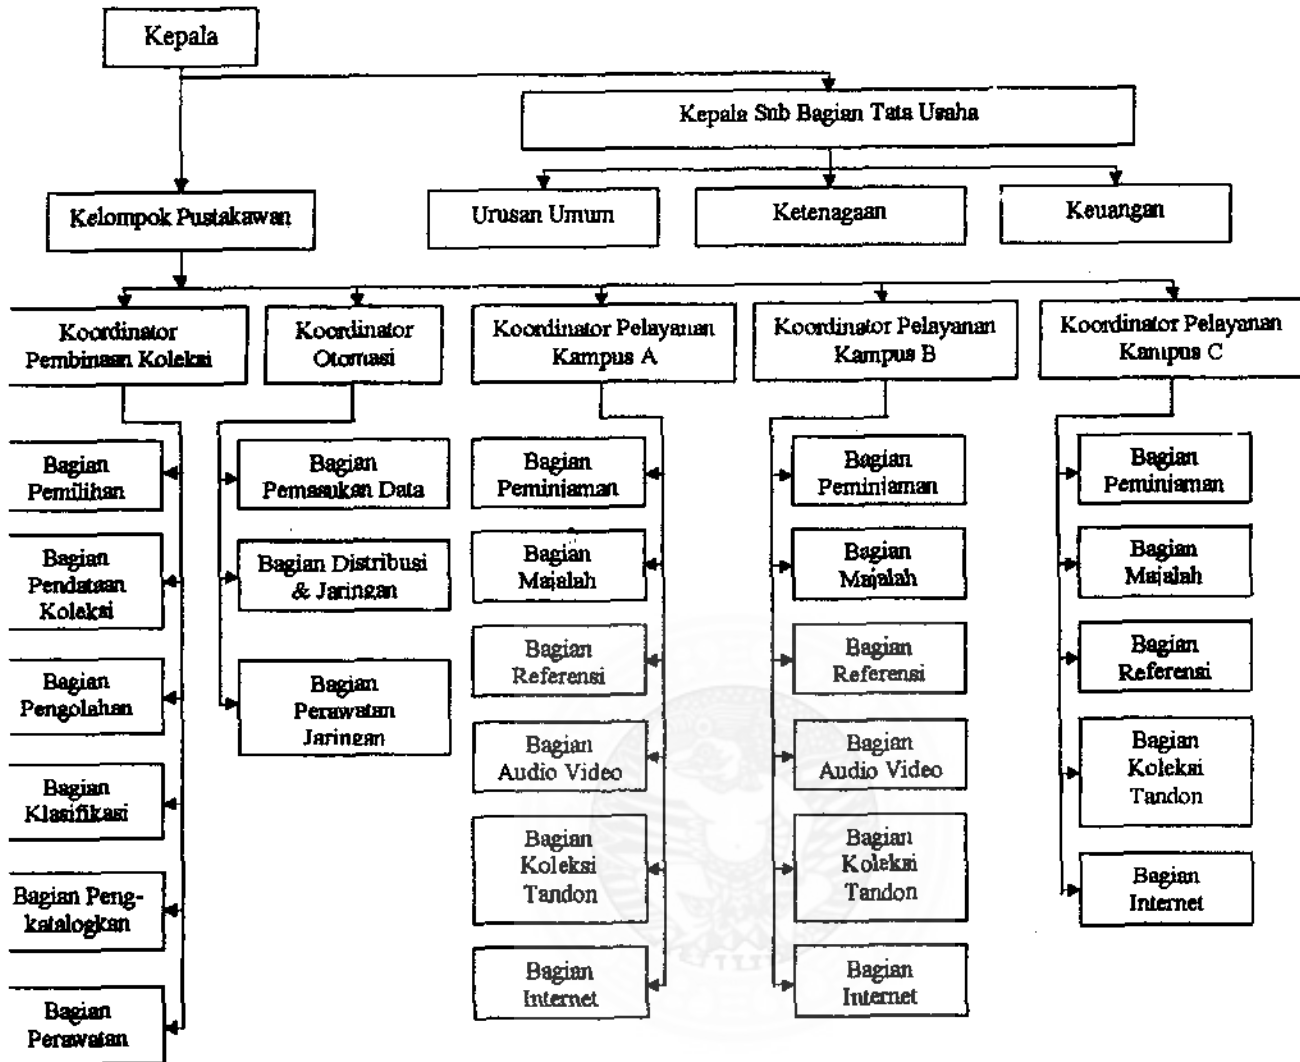 Kepala
Kepala Sub Bagian Tata Usaha
Kelompok Pustakawan
Urusan Umum
Ketenagaan
Keuangan
Koordinator
Pembinaan Koleksi
Koordinator
Otomasi
Koordinator Pelayanan
Kampus A
Koordinator Pelayanan
Kampus B
Koordinator Pelayanan
Kampus C
Bagian
Pemilihan
Bagian
Pendataan
Koleksi
Bagian
Pengolahan
Bagian
Klasifikasi
Bagian Peng-
katalogkan
Bagian
Perawatan
Bagian
Pemasukan Data
Bagian Distribusi
& Jaringan
Bagian
Perawatan
Jaringan
Bagian
Peminjaman
Bagian
Majalah
Bagian
Referensi
Bagian
Audio Video
Bagian
Koleksi
Tandon
Bagian
Internet
Bagian
Peminjaman
Bagian
Majalah
Bagian
Referensi
Bagian
Audio Video
Bagian
Koleksi
Tandon
Bagian
Internet
Bagian
Peminjaman
Bagian
Majalah
Bagian
Referensi
Bagian
Koleksi
Tandon
Bagian
Internet